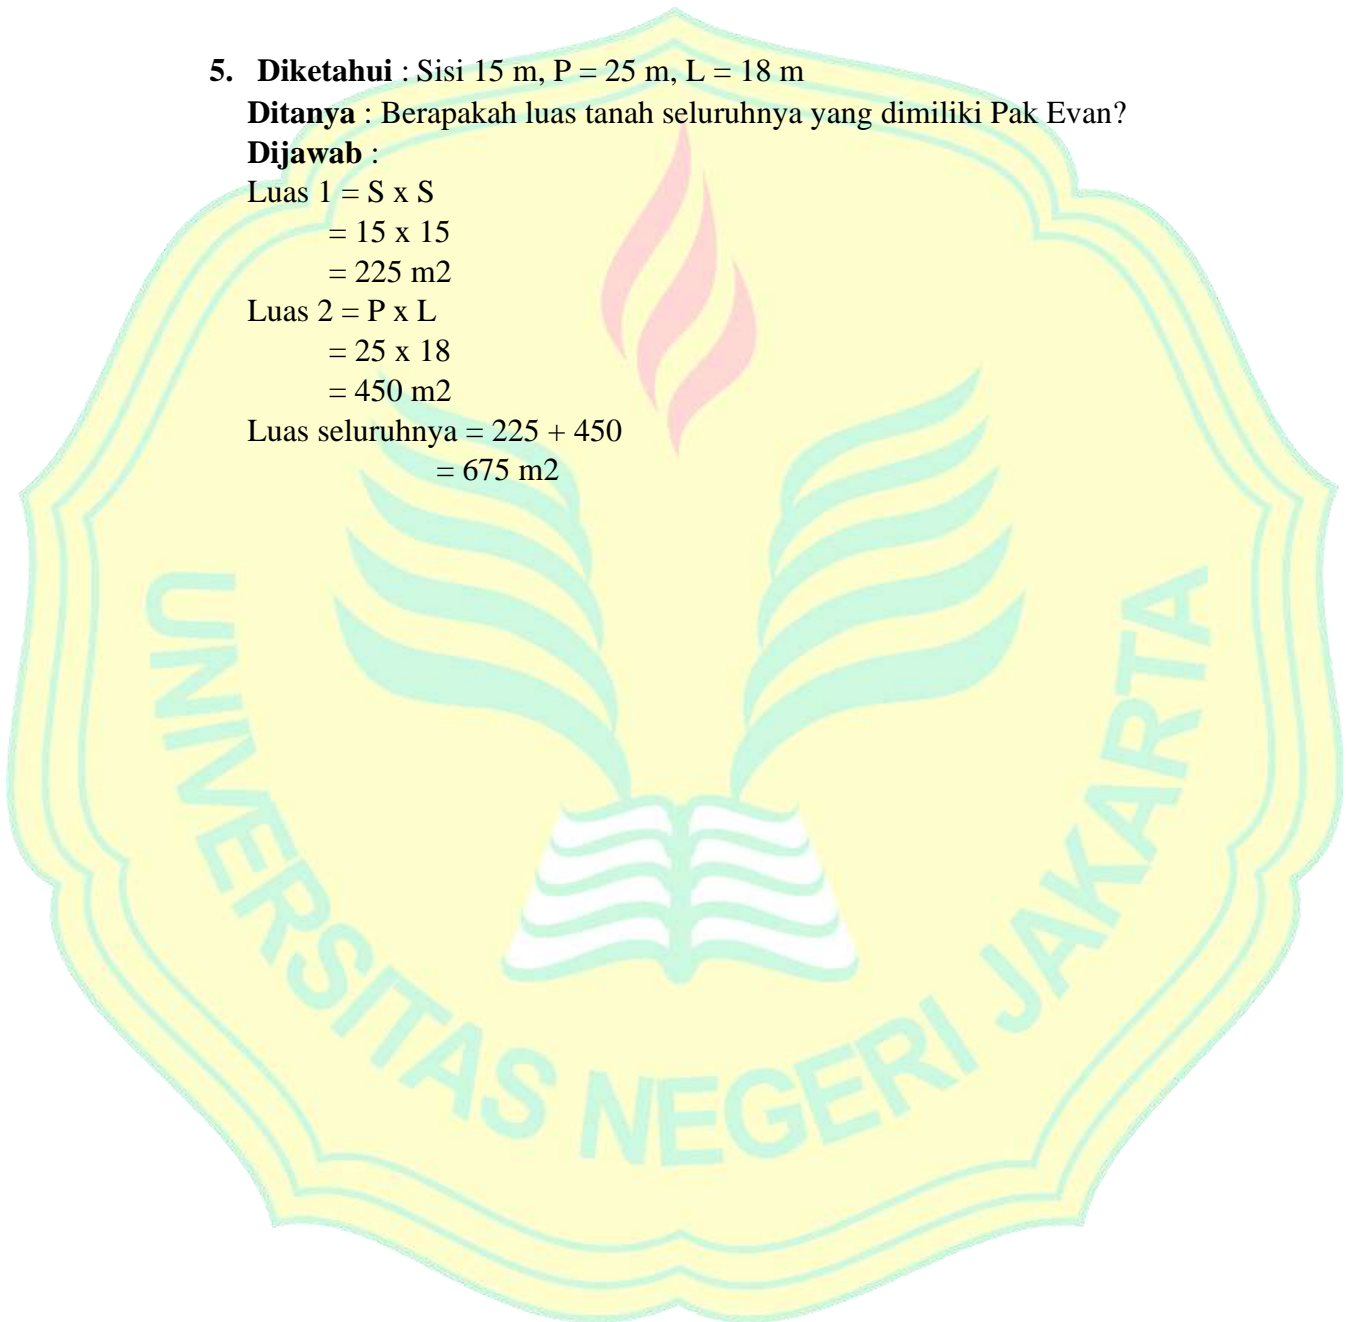 5. Diketahui : Sisi 15 m, P = 25 m, L = 18 m
Ditanya : Berapakah luas tanah seluruhnya yang dimiliki Pak Evan?
Dijawab :
Luas 1 = S x S
= 15 x 15
= 225 m2
Luas 2 = P x L
= 25 x 18
= 450 m2
Luas seluruhnya = 225 + 450
= 675 m2
UNIVERSITAS NEGERI JAKARTA